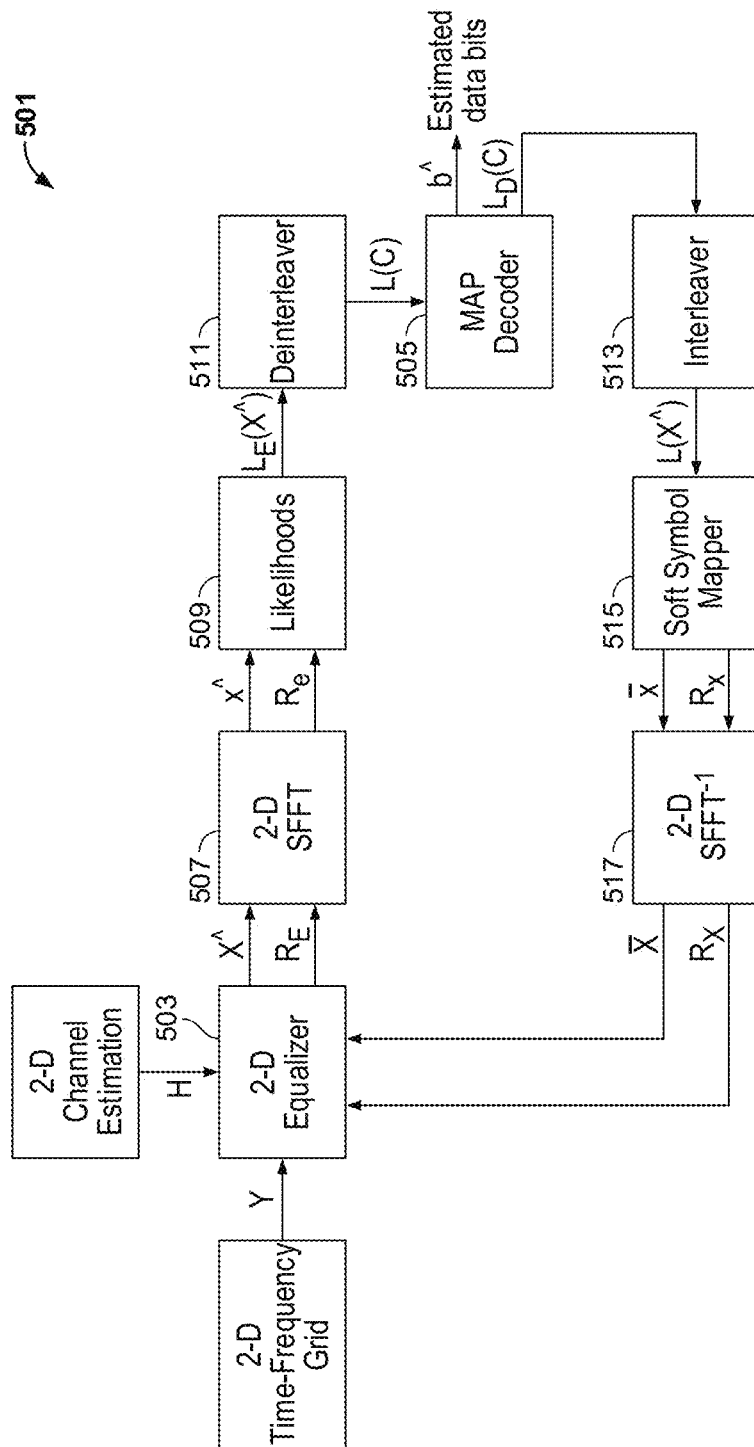 501
2-D
Time-Frequency
Grid
Y
2-D
Channel
Estimation
H
503
2-D
Equalizer
X^
R_E
507
2-D
SFFT
x^
R_e
509
Likelihoods
L_E(X^)
511
Deinterleaver
L(C)
505
MAP
Decoder
b^
Estimated
data bits
L_D(C)
513
Interleaver
L(X^)
515
Soft Symbol
Mapper
x̅
R_x
517
2-D
SFFT⁻¹
X̅
R_X